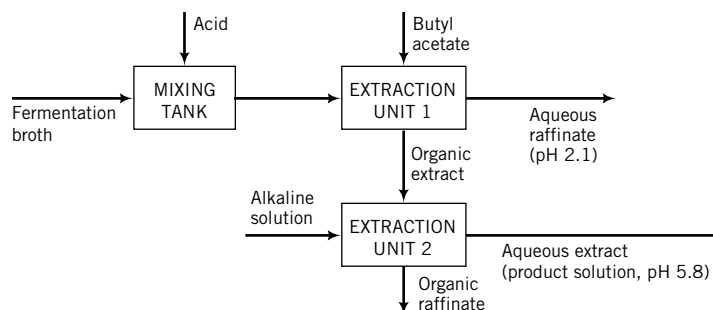 Acid
Butyl
acetate
MIXING
TANK
EXTRACTION
UNIT 1
Fermentation
broth
Aqueous
raffinate
(pH 2.1)
Organic
extract
Alkaline
solution
EXTRACTION
UNIT 2
Aqueous extract
(product solution, pH 5.8)
Organic
raffinate